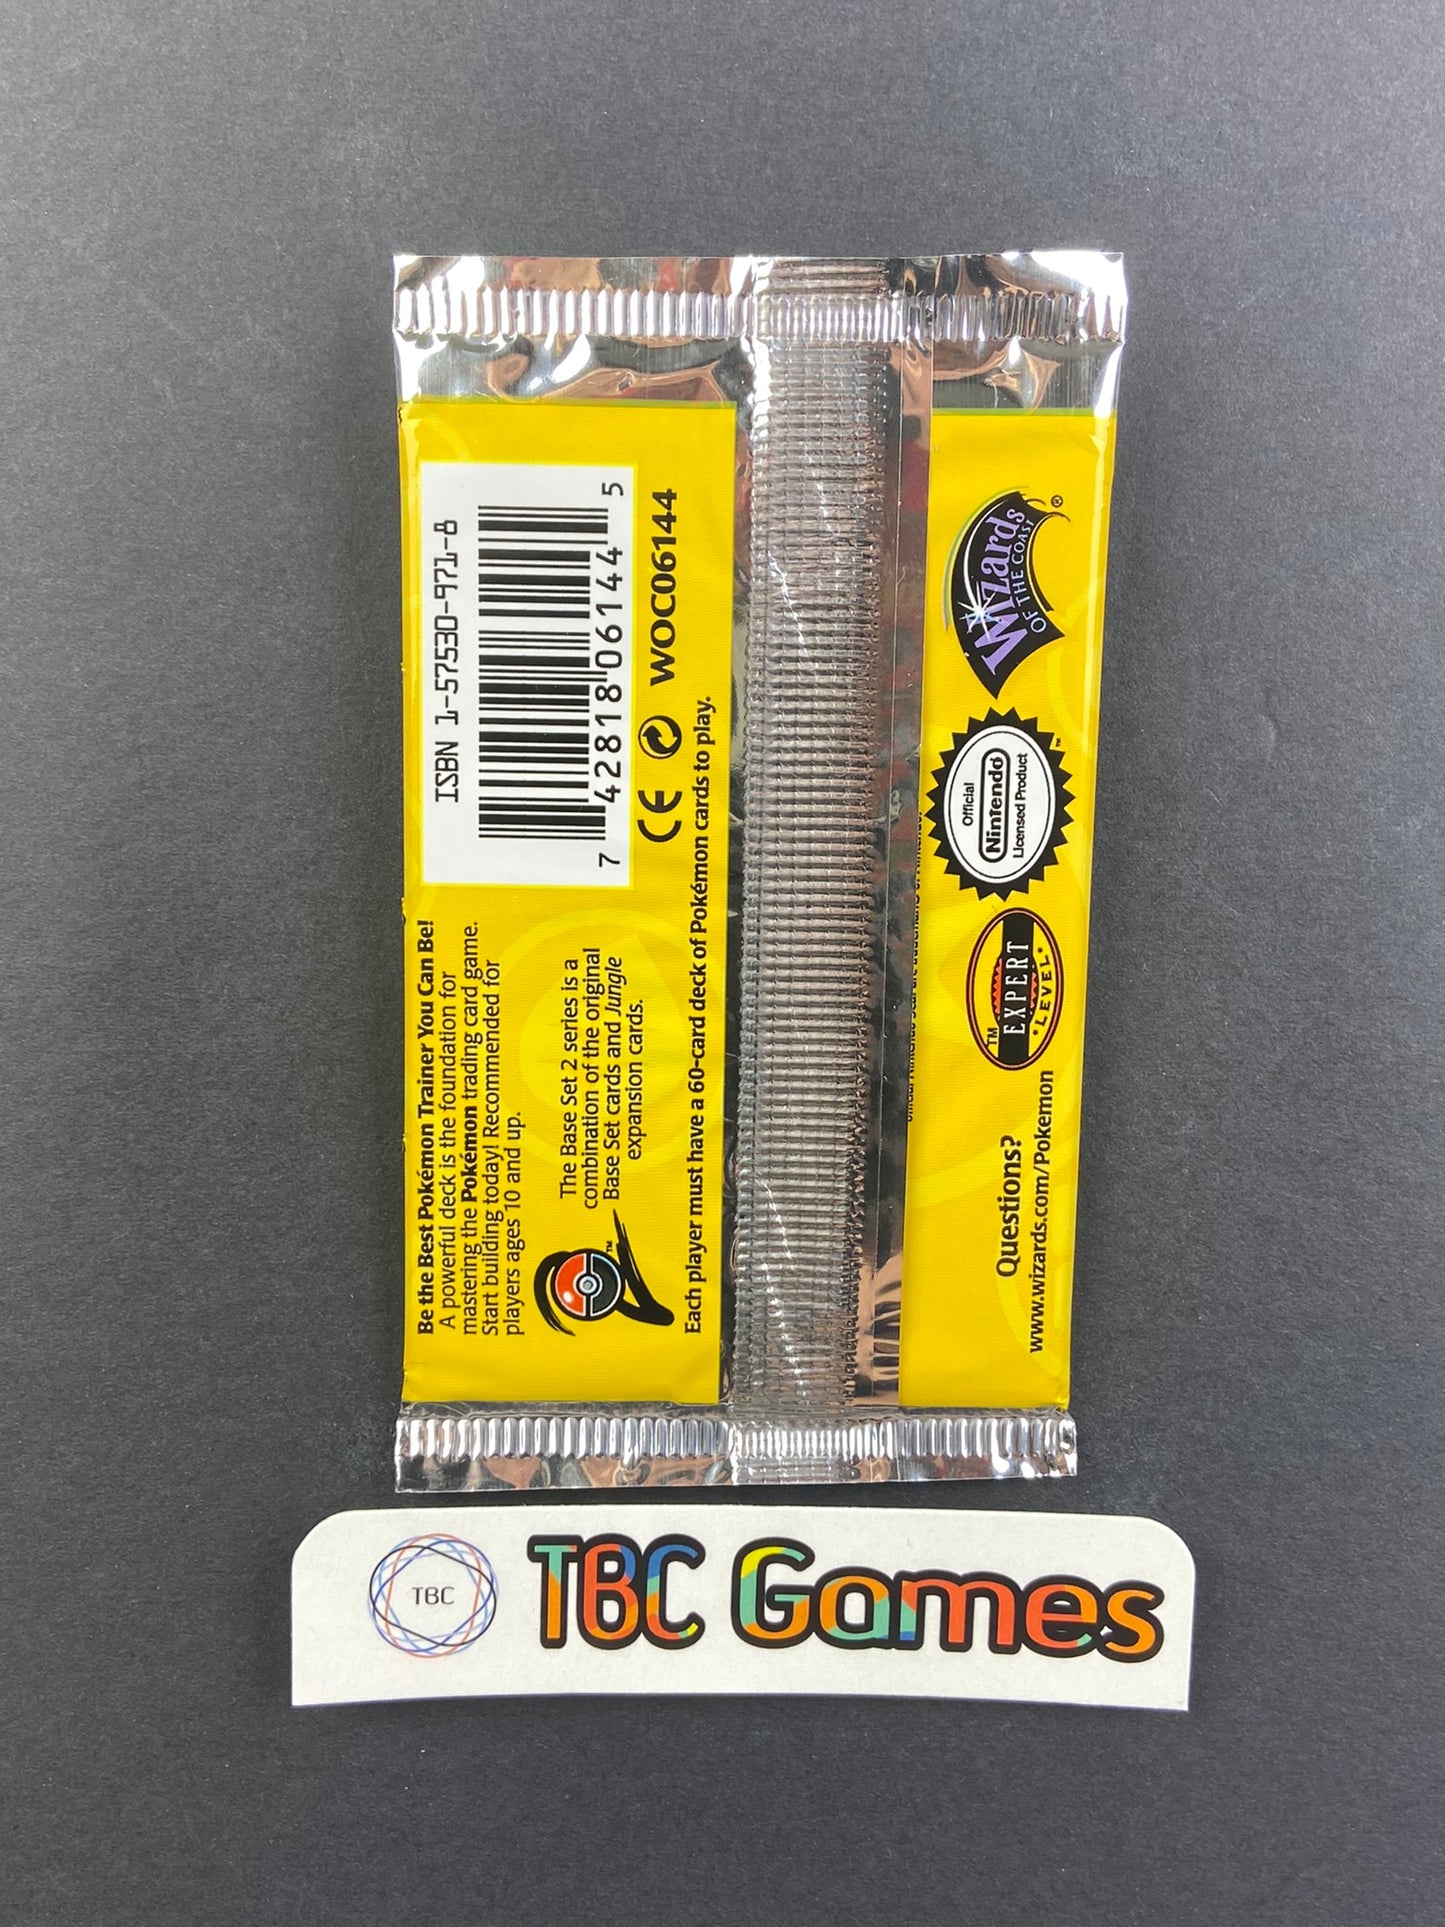 ISBN 1-57530-971-8
7 42818 06144 5
WOC06144
CE
Be the Best Pokémon Trainer You Can Be!
A powerful deck is the foundation for
mastering the Pokémon trading card game.
Start building today! Recommended for
players ages 10 and up.
The Base Set 2 series is a
combination of the original
Base Set cards and Jungle
expansion cards.
TM
Each player must have a 60-card deck of Pokémon cards to play.
Wizards
OF THE COAST
®
Official
Nintendo
Licensed Product
TM
TM
EXPERT
•LEVEL•
Questions?
www.wizards.com/Pokemon
TBC
TBC Games